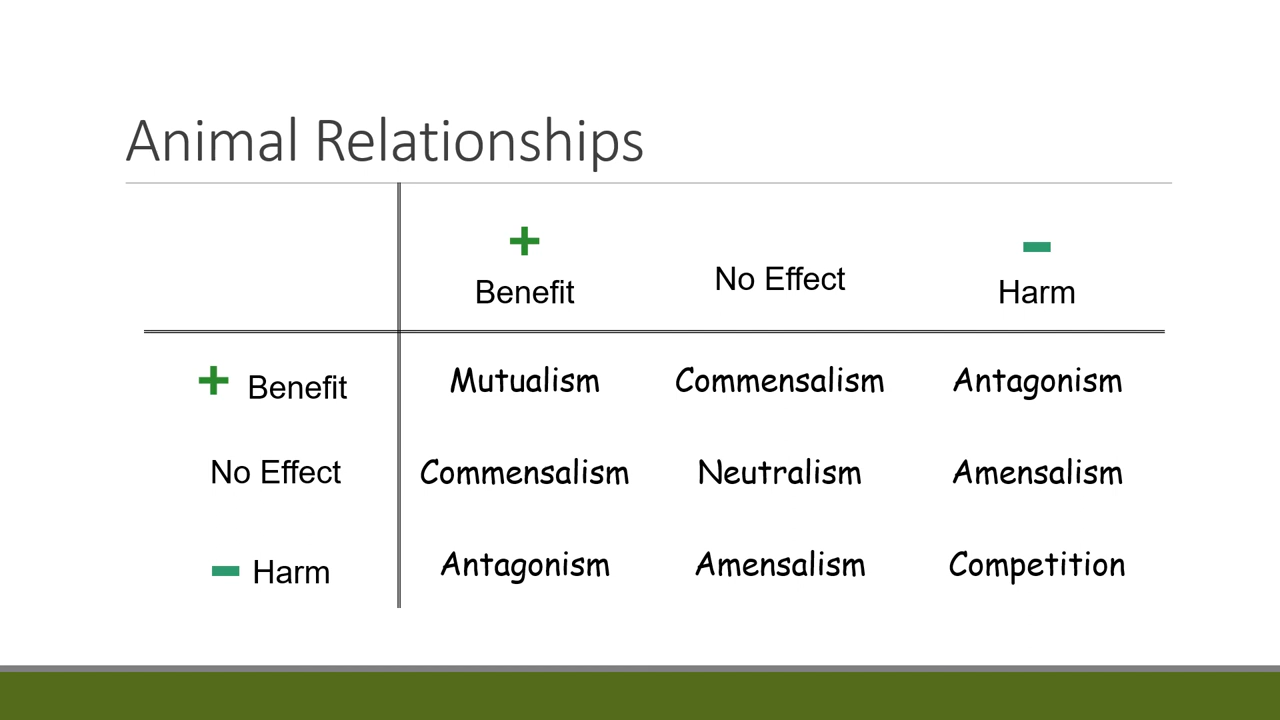 Animal Relationships
+ - 
Benefit No Effect Harm
+ Benefit Mutualism Commensalism Antagonism
No Effect Commensalism Neutralism Amensalism
- Harm Antagonism Amensalism Competition